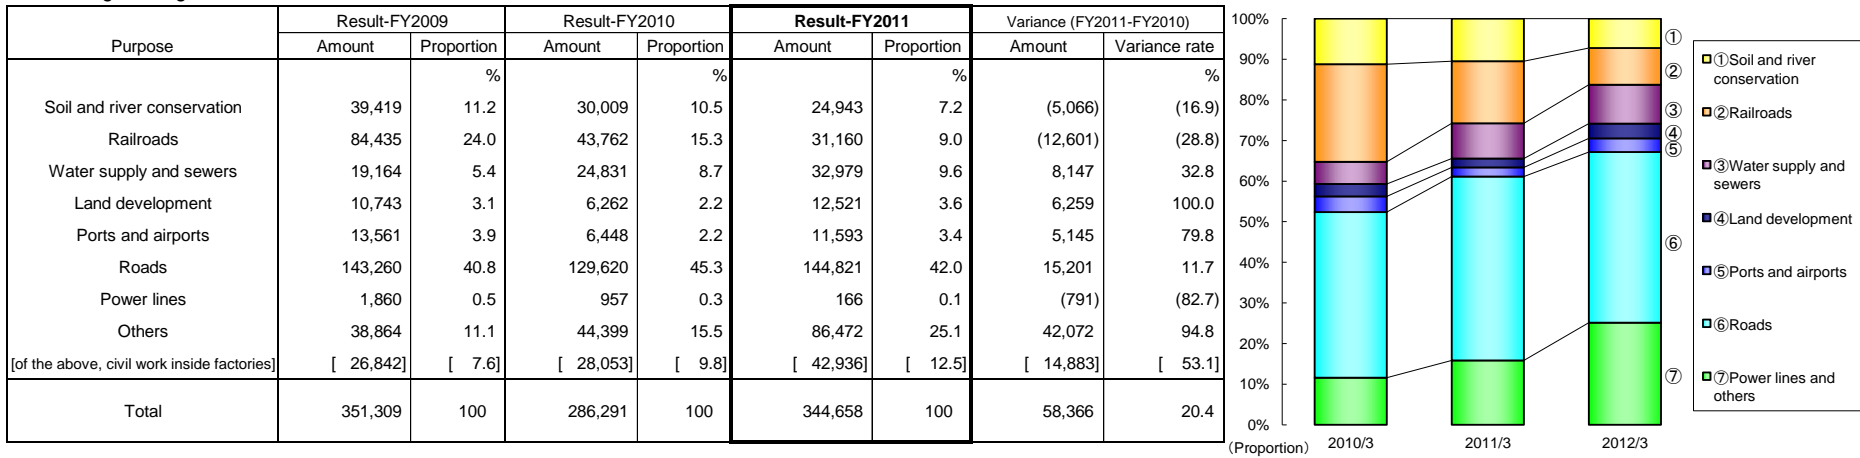 Result-FY2009 Result-FY2010 Result-FY2011 Variance (FY2011-FY2010)
Purpose Amount Proportion Amount Proportion Amount Proportion Amount Variance rate
% % % %
Soil and river conservation 39,419 11.2 30,009 10.5 24,943 7.2 (5,066) (16.9)
Railroads 84,435 24.0 43,762 15.3 31,160 9.0 (12,601) (28.8)
Water supply and sewers 19,164 5.4 24,831 8.7 32,979 9.6 8,147 32.8
Land development 10,743 3.1 6,262 2.2 12,521 3.6 6,259 100.0
Ports and airports 13,561 3.9 6,448 2.2 11,593 3.4 5,145 79.8
Roads 143,260 40.8 129,620 45.3 144,821 42.0 15,201 11.7
Power lines 1,860 0.5 957 0.3 166 0.1 (791) (82.7)
Others 38,864 11.1 44,399 15.5 86,472 25.1 42,072 94.8
[of the above, civil work inside factories] [ 26,842] [ 7.6] [ 28,053] [ 9.8] [ 42,936] [ 12.5] [ 14,883] [ 53.1]
Total 351,309 100 286,291 100 344,658 100 58,366 20.4
100%
90%
80%
70%
60%
50%
40%
30%
20%
10%
0%
(Proportion) 2010/3 2011/3 2012/3
①
②
③
④
⑤
⑥
⑦
①Soil and river
conservation
②Railroads
③Water supply and
sewers
④Land development
⑤Ports and airports
⑥Roads
⑦Power lines and
others